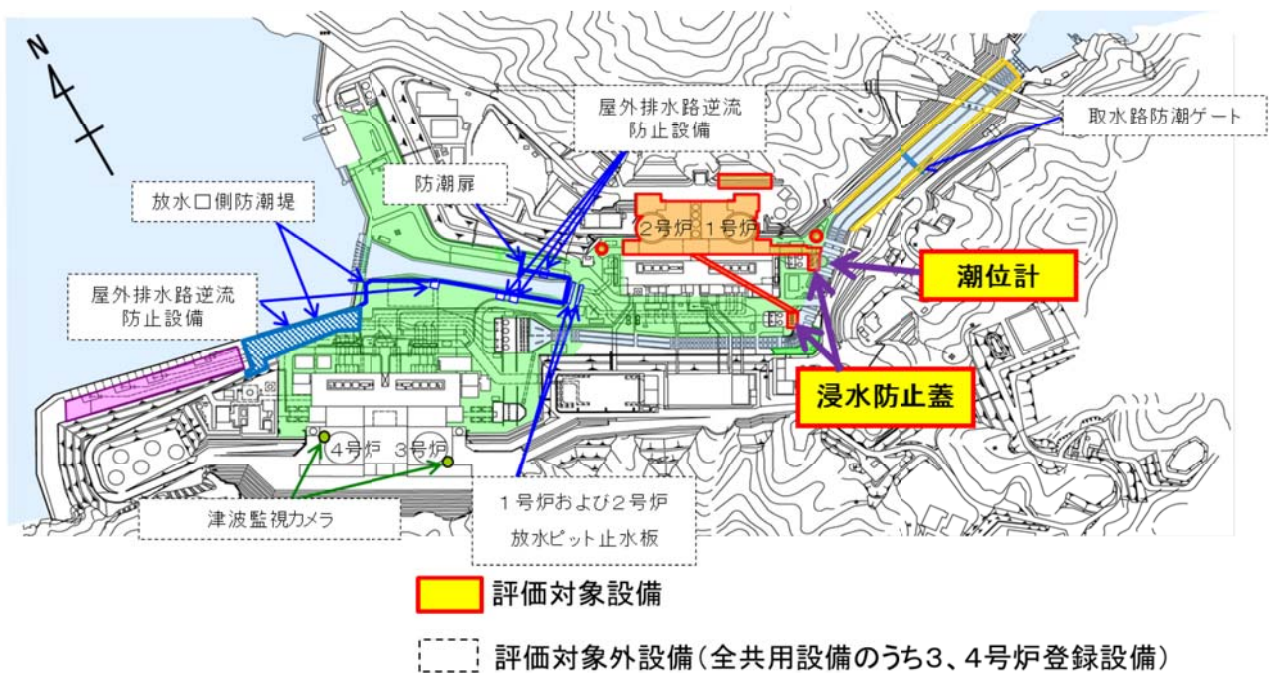 N
屋外排水路逆流
防止設備
取水路防潮ゲート
防潮扉
放水口側防潮堤
2号炉 1号炉
潮位計
屋外排水路逆流
防止設備
浸水防止蓋
4号炉 3号炉
津波監視カメラ
1号炉および2号炉
放水ピット止水板
評価対象設備
評価対象外設備(全共用設備のうち3、4号炉登録設備)